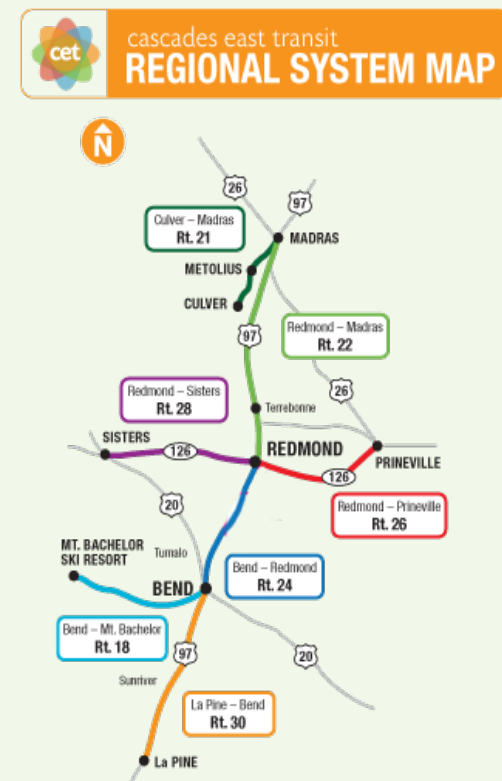 cet
cascades east transit
REGIONAL SYSTEM MAP
N
26
97
Culver – Madras
Rt. 21
MADRAS
METOLIUS
CULVER
97
Redmond – Madras
Rt. 22
26
Redmond – Sisters
Rt. 28
Terrebonne
SISTERS
126
REDMOND
PRINEVILLE
126
20
Redmond – Prineville
Rt. 26
MT. BACHELOR
SKI RESORT
Tumalo
BEND
Bend – Redmond
Rt. 24
Bend – Mt. Bachelor
Rt. 18
97
20
Sunriver
La Pine – Bend
Rt. 30
La PINE